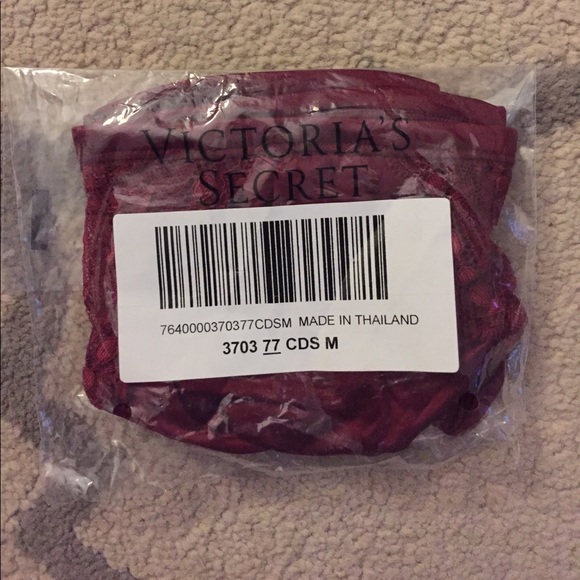 VICTORIA'S
SECRET
7640000370377CDSM MADE IN THAILAND
3703 77 CDS M